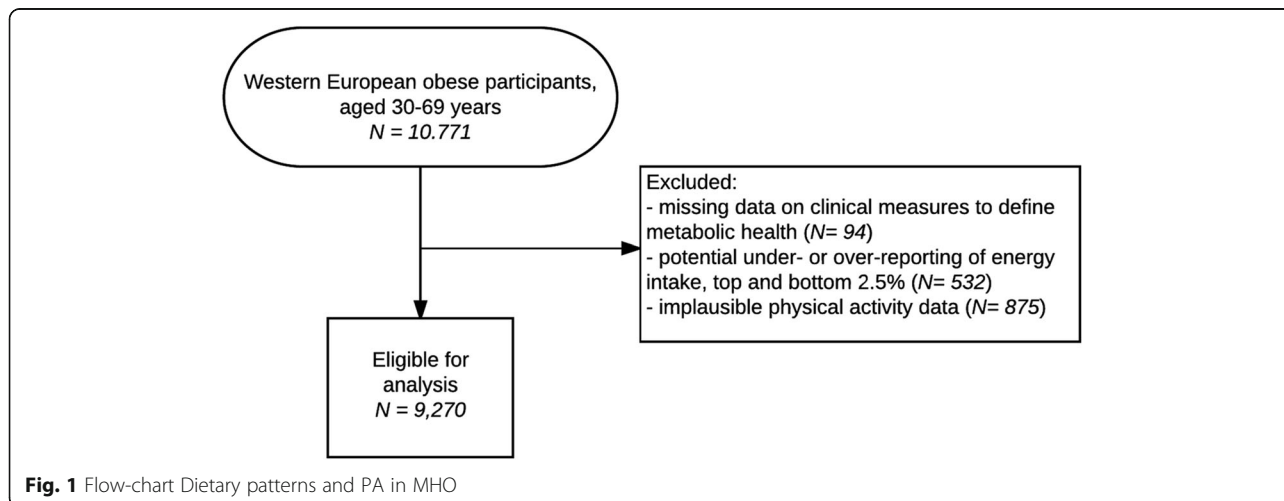 Western European obese participants,
aged 30-69 years
N = 10.771
Excluded:
- missing data on clinical measures to define
metabolic health (N= 94)
- potential under- or over-reporting of energy
intake, top and bottom 2.5% (N= 532)
- implausible physical activity data (N= 875)
Eligible for
analysis
N = 9,270
Fig. 1 Flow-chart Dietary patterns and PA in MHO